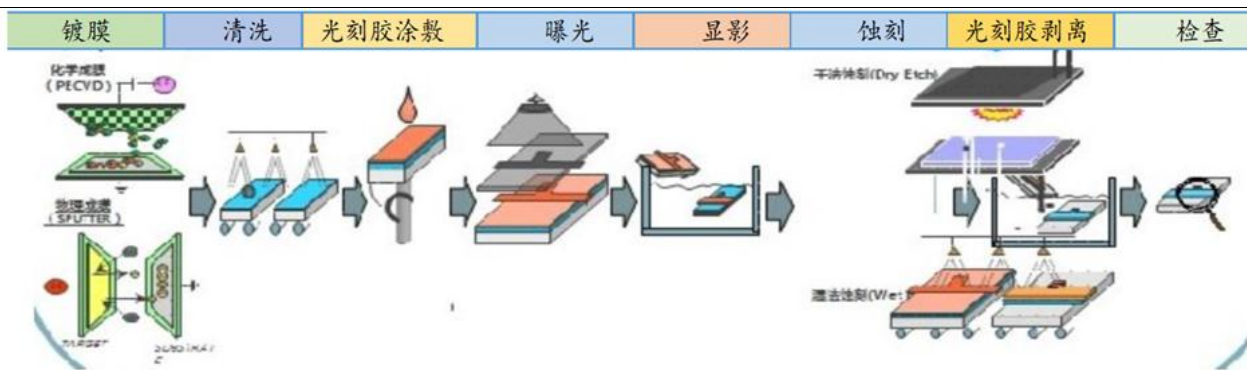 镀膜
清洗
光刻胶涂敷
曝光
显影
蚀刻
光刻胶剥离
检查
化学成膜
(PECVD)
物理成膜
(SPUTTER)
TARGET
SUBSTRAT
E
干法蚀刻(Dry Etch)
湿法蚀刻(Wet